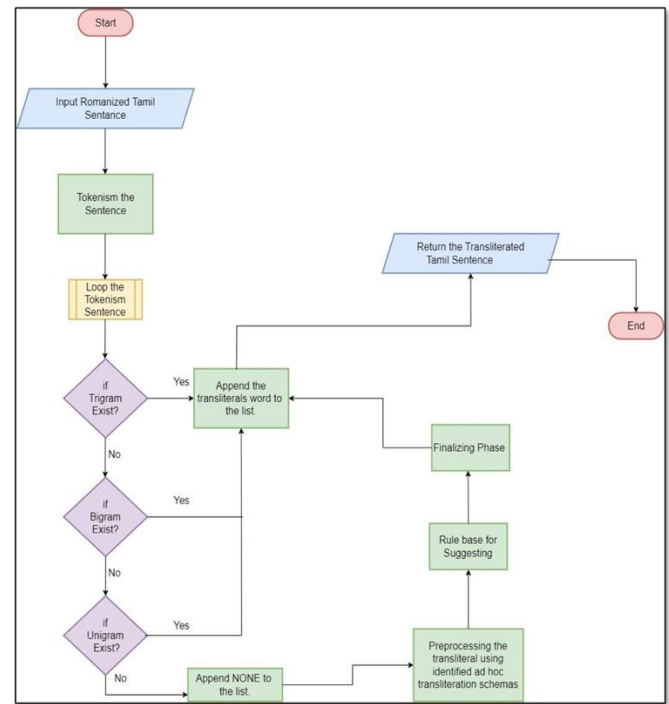 Start
Input Romanized Tamil
Sentance
Tokenism the
Sentence
Loop the
Tokenism
Sentence
if
Trigram
Exist?
Yes
Append the
transliterals word to
the list.
No
if
Bigram
Exist?
Yes
No
if
Unigram
Exist?
Yes
No
Append NONE to
the list.
Preprocessing the
transliteral using
identified ad hoc
transliteration schemas
Rule base for
Suggesting
Finalizing Phase
Return the Transliterated
Tamil Sentence
End